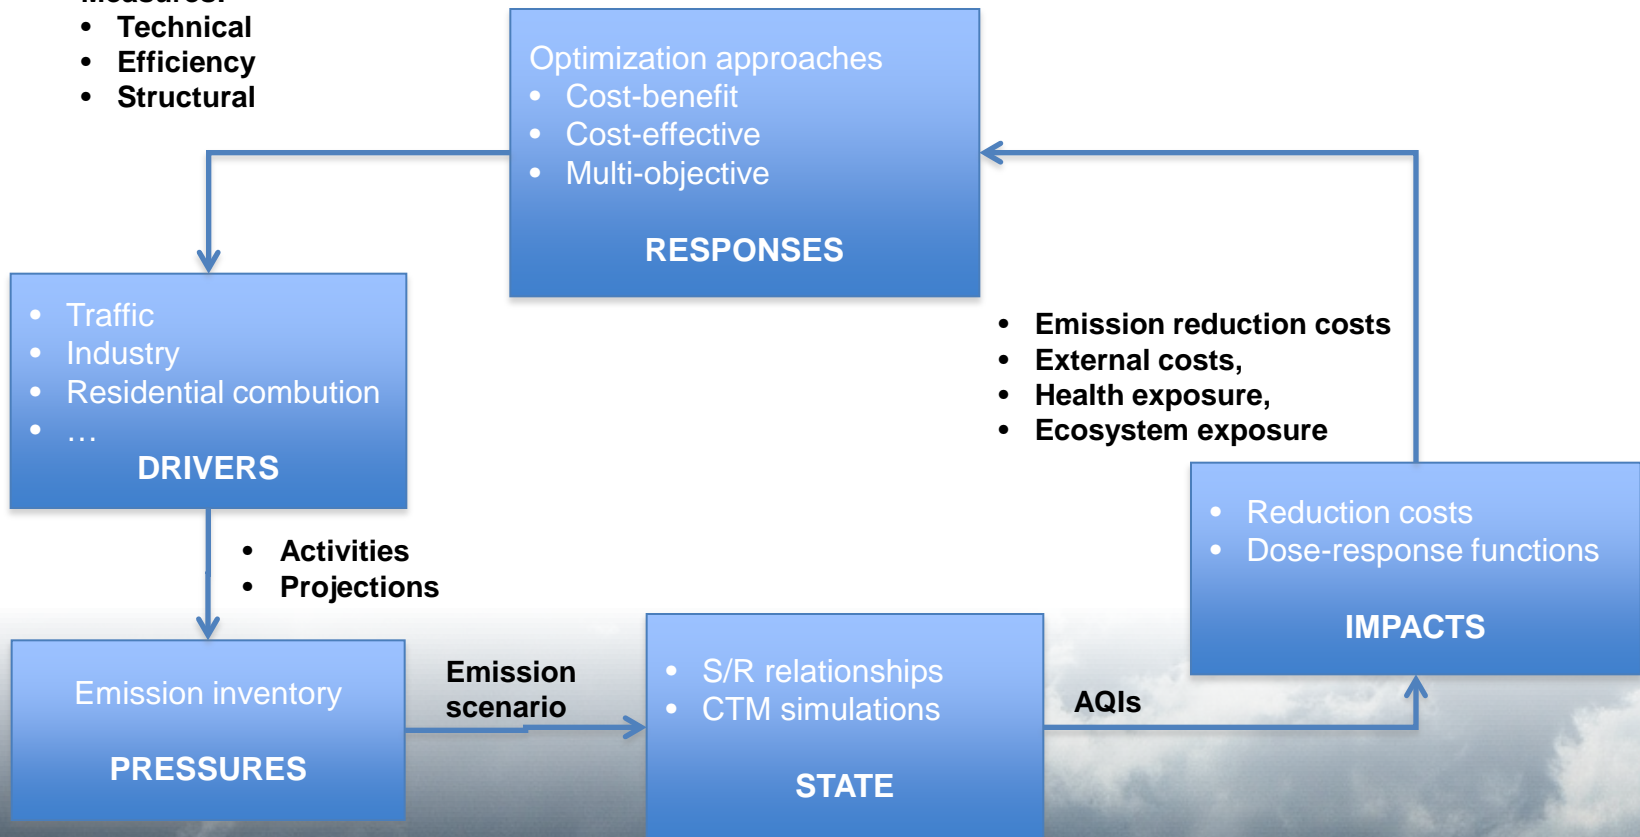 • Technical
• Efficiency
• Structural
Optimization approaches
• Cost-benefit
• Cost-effective
• Multi-objective
RESPONSES
• Traffic
• Industry
• Residential combution
• …
DRIVERS
• Emission reduction costs
• External costs,
• Health exposure,
• Ecosystem exposure
• Reduction costs
• Dose-response functions
IMPACTS
• Activities
• Projections
Emission inventory
PRESSURES
Emission
scenario
• S/R relationships
• CTM simulations
STATE
AQIs